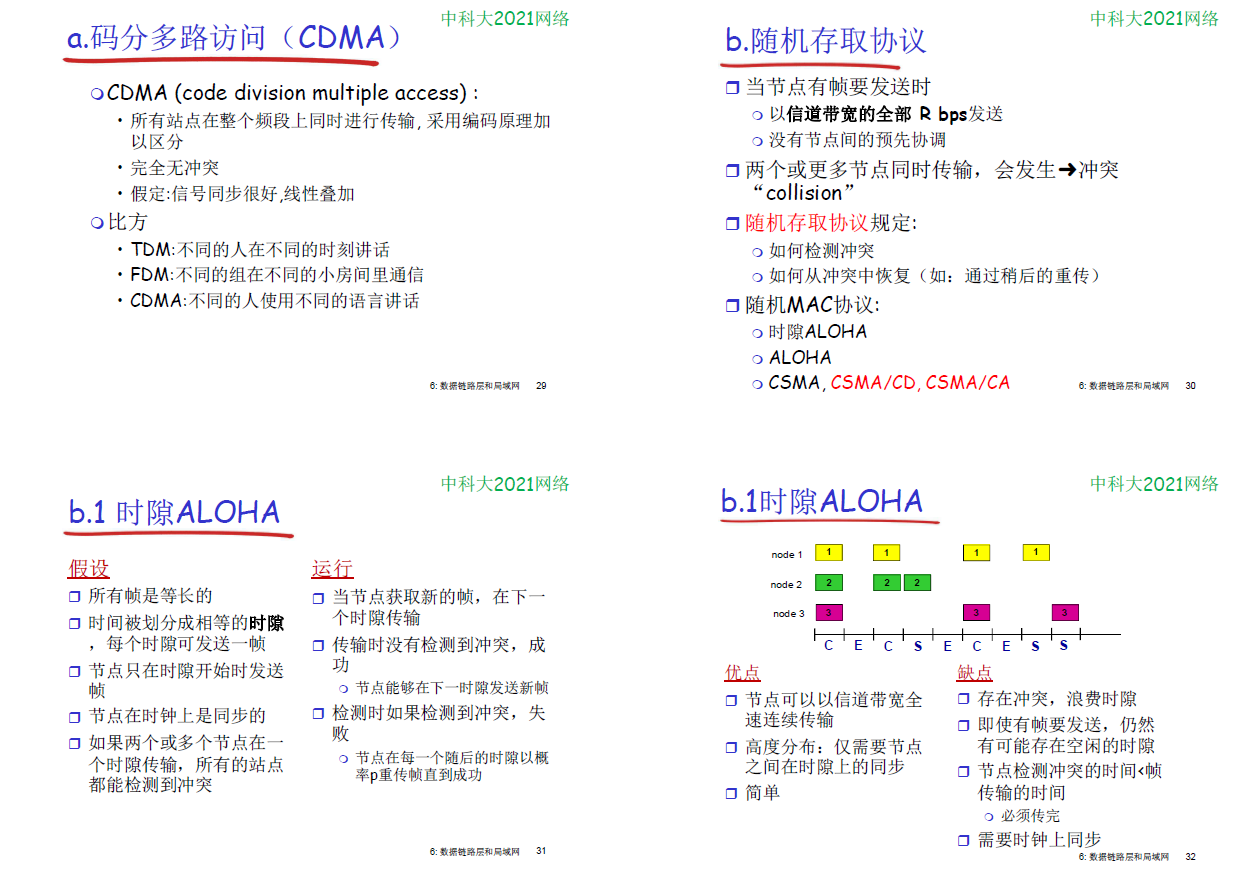 中科大2021网络
a.码分多路访问（CDMA）
CDMA (code division multiple access) :
• 所有站点在整个频段上同时进行传输, 采用编码原理加
以区分
• 完全无冲突
• 假定:信号同步很好,线性叠加
比方
• TDM:不同的人在不同的时刻讲话
• FDM:不同的组在不同的小房间里通信
• CDMA:不同的人使用不同的语言讲话
6: 数据链路层和局域网 29
中科大2021网络
b.随机存取协议
当节点有帧要发送时
以信道带宽的全部 R bps发送
没有节点间的预先协调
两个或更多节点同时传输，会发生➜冲突
“collision”
随机存取协议规定:
如何检测冲突
如何从冲突中恢复（如：通过稍后的重传）
随机MAC协议:
时隙ALOHA
ALOHA
CSMA, CSMA/CD, CSMA/CA
6: 数据链路层和局域网 30
中科大2021网络
b.1 时隙ALOHA
假设
所有帧是等长的
时间被划分成相等的时隙
，每个时隙可发送一帧
节点只在时隙开始时发送
帧
节点在时钟上是同步的
如果两个或多个节点在一
个时隙传输，所有的站点
都能检测到冲突
运行
当节点获取新的帧，在下一
个时隙传输
传输时没有检测到冲突，成
功
节点能够在下一时隙发送新帧
检测时如果检测到冲突，失
败
节点在每一个随后的时隙以概
率p重传帧直到成功
6: 数据链路层和局域网 31
中科大2021网络
b.1时隙ALOHA
node 1 1 1 1 1
node 2 2 2 2
node 3 3 3 3
C E C S E C E S S
优点
节点可以以信道带宽全
速连续传输
高度分布：仅需要节点
之间在时隙上的同步
简单
缺点
存在冲突，浪费时隙
即使有帧要发送，仍然
有可能存在空闲的时隙
节点检测冲突的时间<帧
传输的时间
必须传完
需要时钟上同步
6: 数据链路层和局域网 32